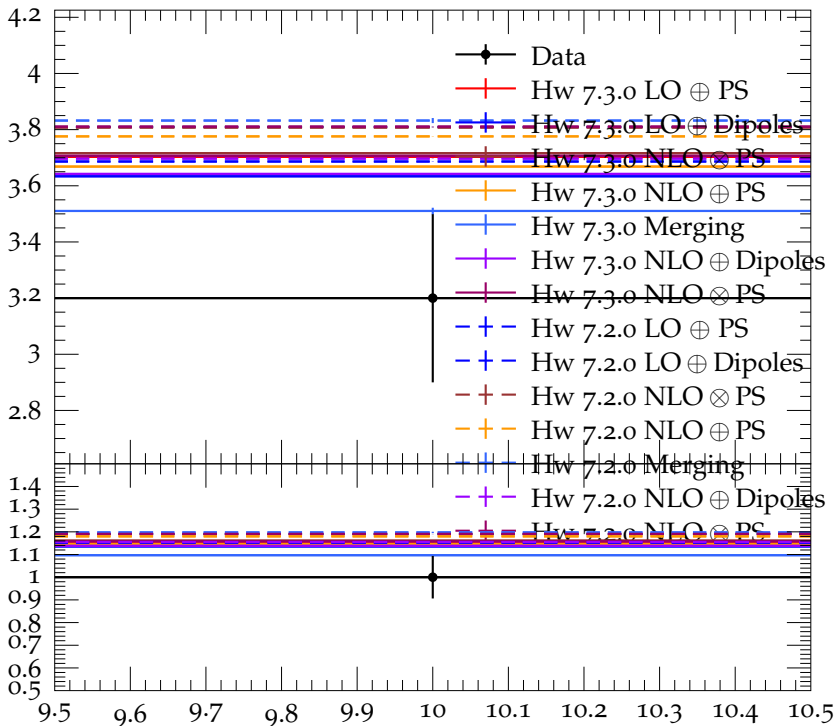 4.2
4
3.8
3.6
3.4
3.2
3
2.8
Data
Hw 7.3.0 LO ⊕ PS
Hw 7.3.0 LO ⊕ Dipoles
Hw 7.3.0 NLO ⊗ PS
Hw 7.3.0 NLO ⊕ PS
Hw 7.3.0 Merging
Hw 7.3.0 NLO ⊕ Dipoles
Hw 7.3.0 NLO ⊗ PS
Hw 7.2.0 LO ⊕ PS
Hw 7.2.0 LO ⊕ Dipoles
Hw 7.2.0 NLO ⊗ PS
Hw 7.2.0 NLO ⊕ PS
Hw 7.2.0 Merging
Hw 7.2.0 NLO ⊕ Dipoles
Hw 7.2.0 NLO ⊗ PS
1.4
1.3
1.2
1.1
1
0.9
0.8
0.7
0.6
0.5
9.5 9.6 9.7 9.8 9.9 10 10.1 10.2 10.3 10.4 10.5